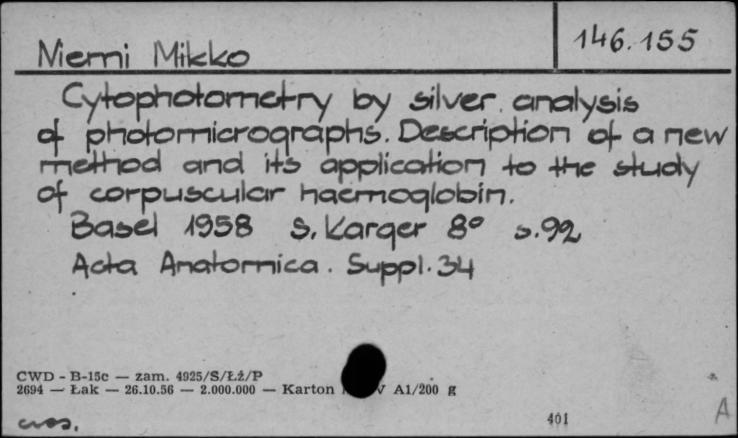 Niemi Mikko
146.155
Cytophotometry by silver analysis
of photomicrographs. Description of a new
method and its application to the study
of corpuscular haemoglobin.
Basel 1958 S. Karger 8° s.92
Acta Anatomica. Suppl. 34
CWD - B-15c — zam. 4925/S/Łź/P
2694 — Łak — 26.10.56 — 2.000.000 — Karton V A1/200 g
401
A